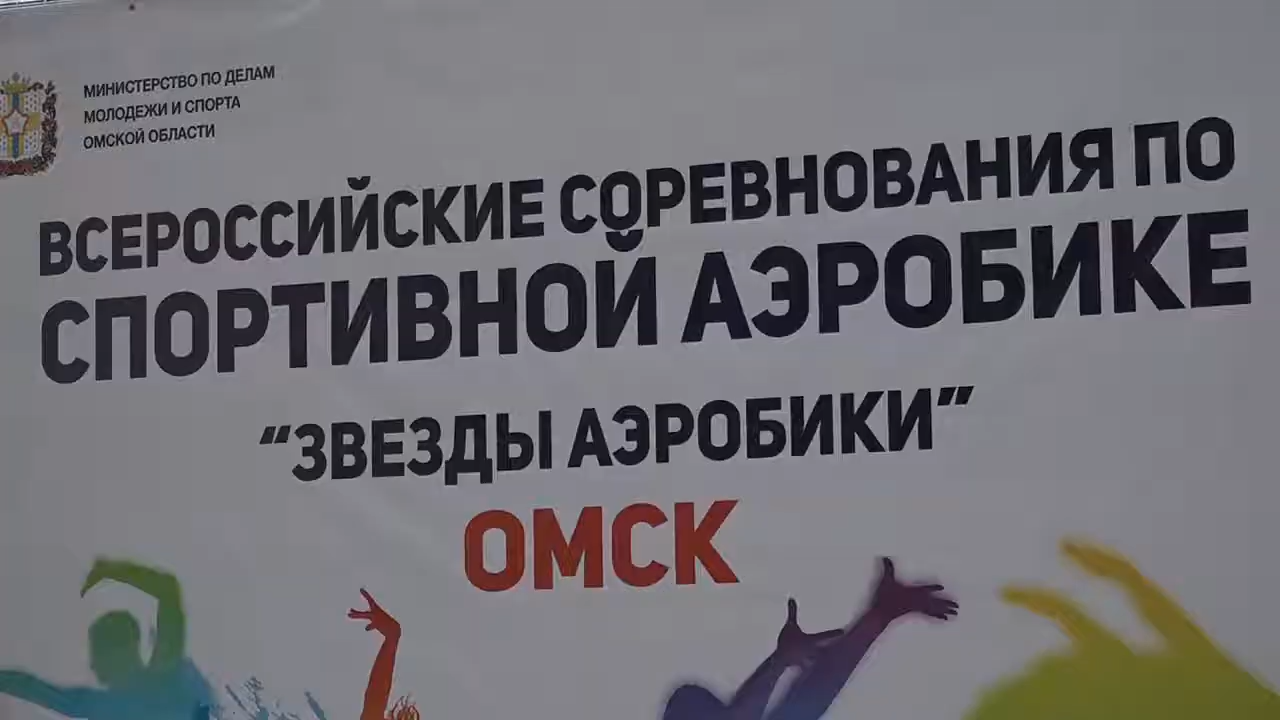 МИНИСТЕРСТВО ПО ДЕЛАМ
МОЛОДЕЖИ И СПОРТА
ОМСКОЙ ОБЛАСТИ
ВСЕРОССИЙСКИЕ СОРЕВНОВАНИЯ ПО
СПОРТИВНОЙ АЭРОБИКЕ
“ЗВЕЗДЫ АЭРОБИКИ”
ОМСК